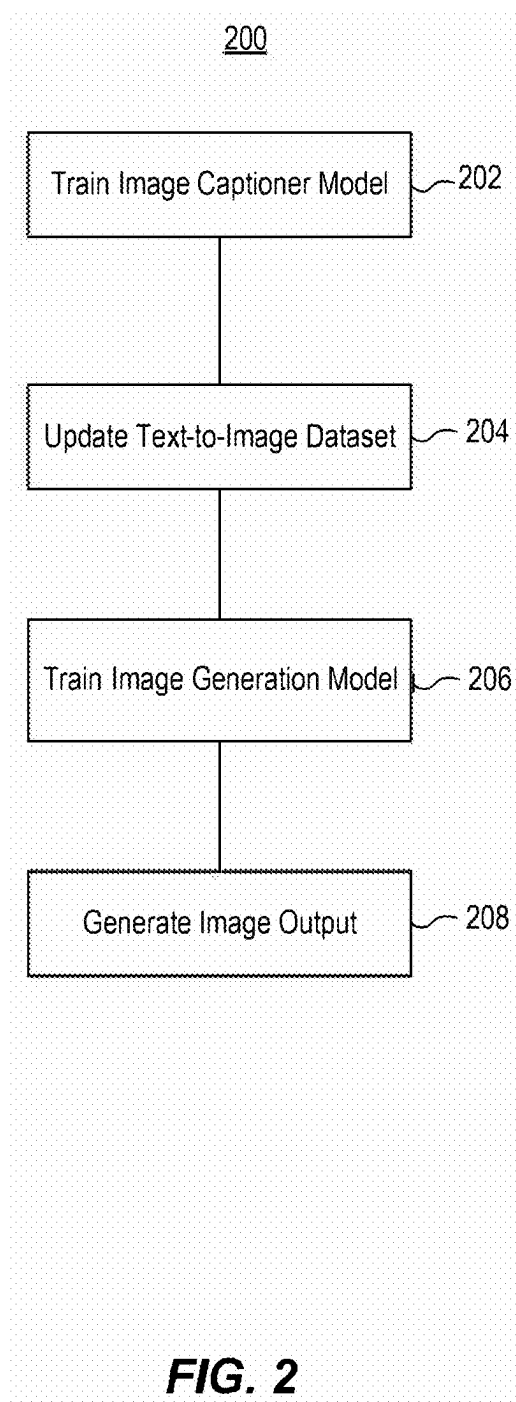 200
Train Image Captioner Model
202
Update Text-to-Image Dataset
204
Train Image Generation Model
206
Generate Image Output
208
FIG. 2